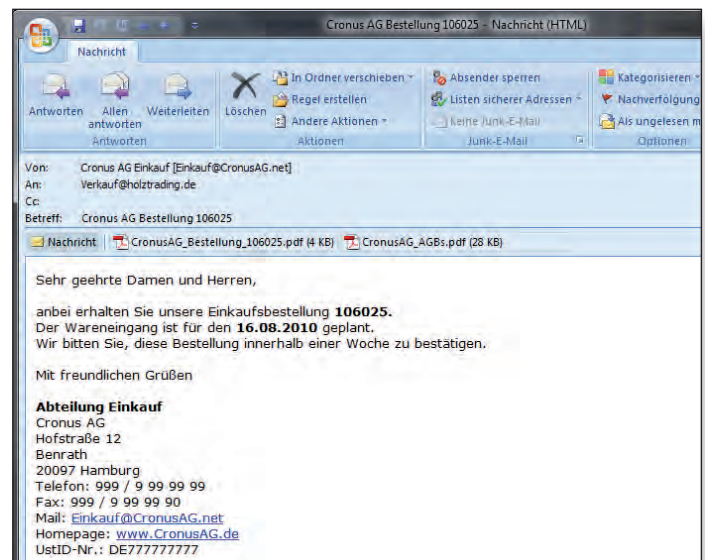 Cronus AG Bestellung 106025 - Nachricht (HTML)
Nachricht
In Ordner verschieben
Absender sperren
Kategorisieren
Regel erstellen
Listen sicherer Adressen
Nachverfolgung
Antworten Allen antworten Weiterleiten Löschen
Andere Aktionen
Keine Junk-E-Mail
Als ungelesen m
Antworten Aktionen Junk-E-Mail Optionen
Von: Cronus AG Einkauf [Einkauf@CronusAG.net]
An: Verkauf@holztrading.de
Cc:
Betreff: Cronus AG Bestellung 106025
Nachricht CronusAG_Bestellung_106025.pdf (4 KB) CronusAG_AGBs.pdf (28 KB)
Sehr geehrte Damen und Herren,
anbei erhalten Sie unsere Einkaufsbestellung 106025.
Der Wareneingang ist für den 16.08.2010 geplant.
Wir bitten Sie, diese Bestellung innerhalb einer Woche zu bestätigen.
Mit freundlichen Grüßen
Abteilung Einkauf
Cronus AG
Hofstraße 12
Benrath
20097 Hamburg
Telefon: 999 / 9 99 99 99
Fax: 999 / 9 99 99 90
Mail: Einkauf@CronusAG.net
Homepage: www.CronusAG.de
UstID-Nr.: DE777777777